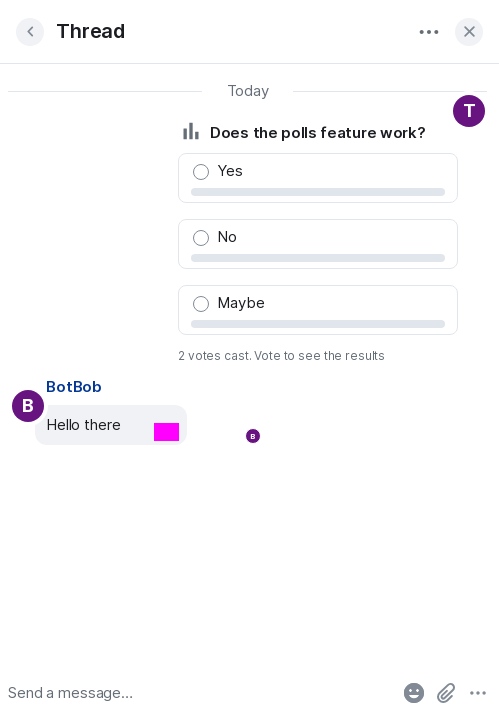 Thread
Today
T
Does the polls feature work?
Yes
No
Maybe
2 votes cast. Vote to see the results
BotBob
B
Hello there
B
Send a message...